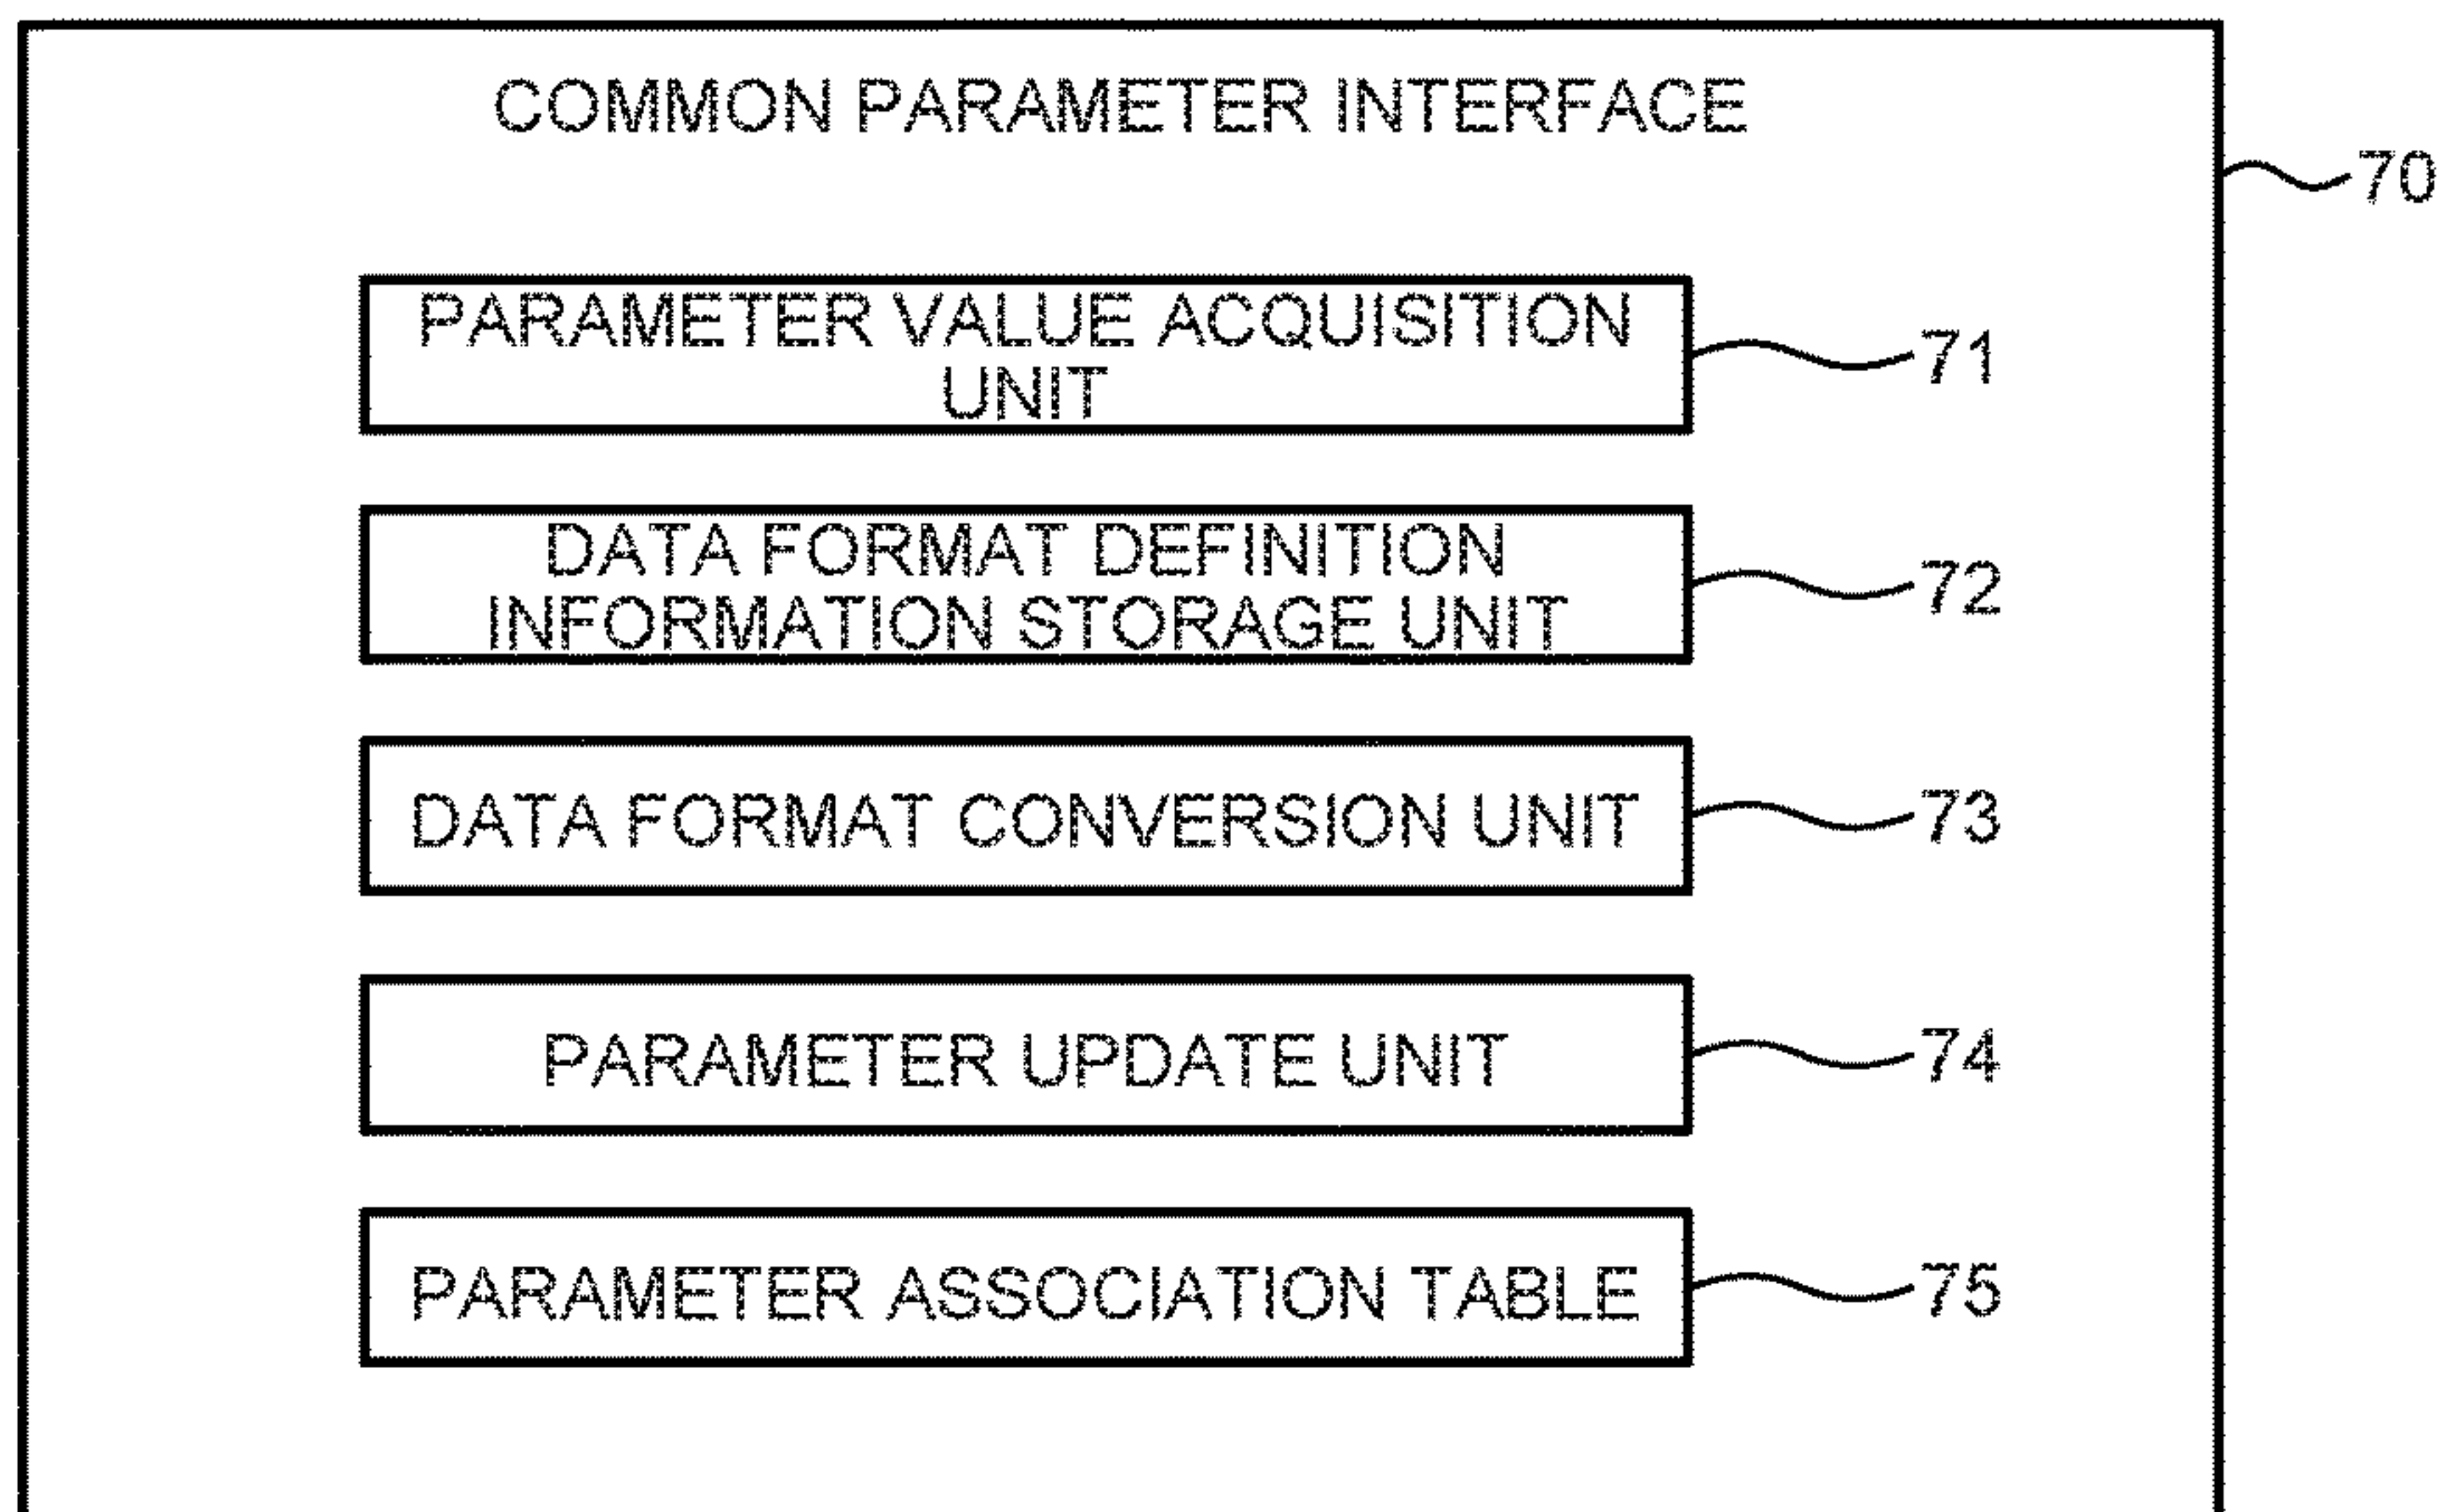 COMMON PARAMETER INTERFACE
70
PARAMETER VALUE ACQUISITION
UNIT
71
DATA FORMAT DEFINITION
INFORMATION STORAGE UNIT
72
DATA FORMAT CONVERSION UNIT
73
PARAMETER UPDATE UNIT
74
PARAMETER ASSOCIATION TABLE
75